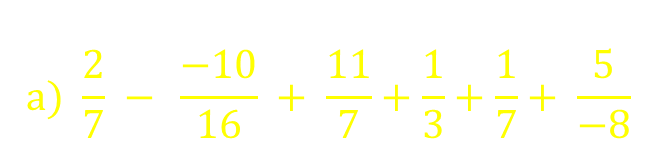 a) 2/7 − −10/16 + 11/7 + 1/3 + 1/7 + 5/−8